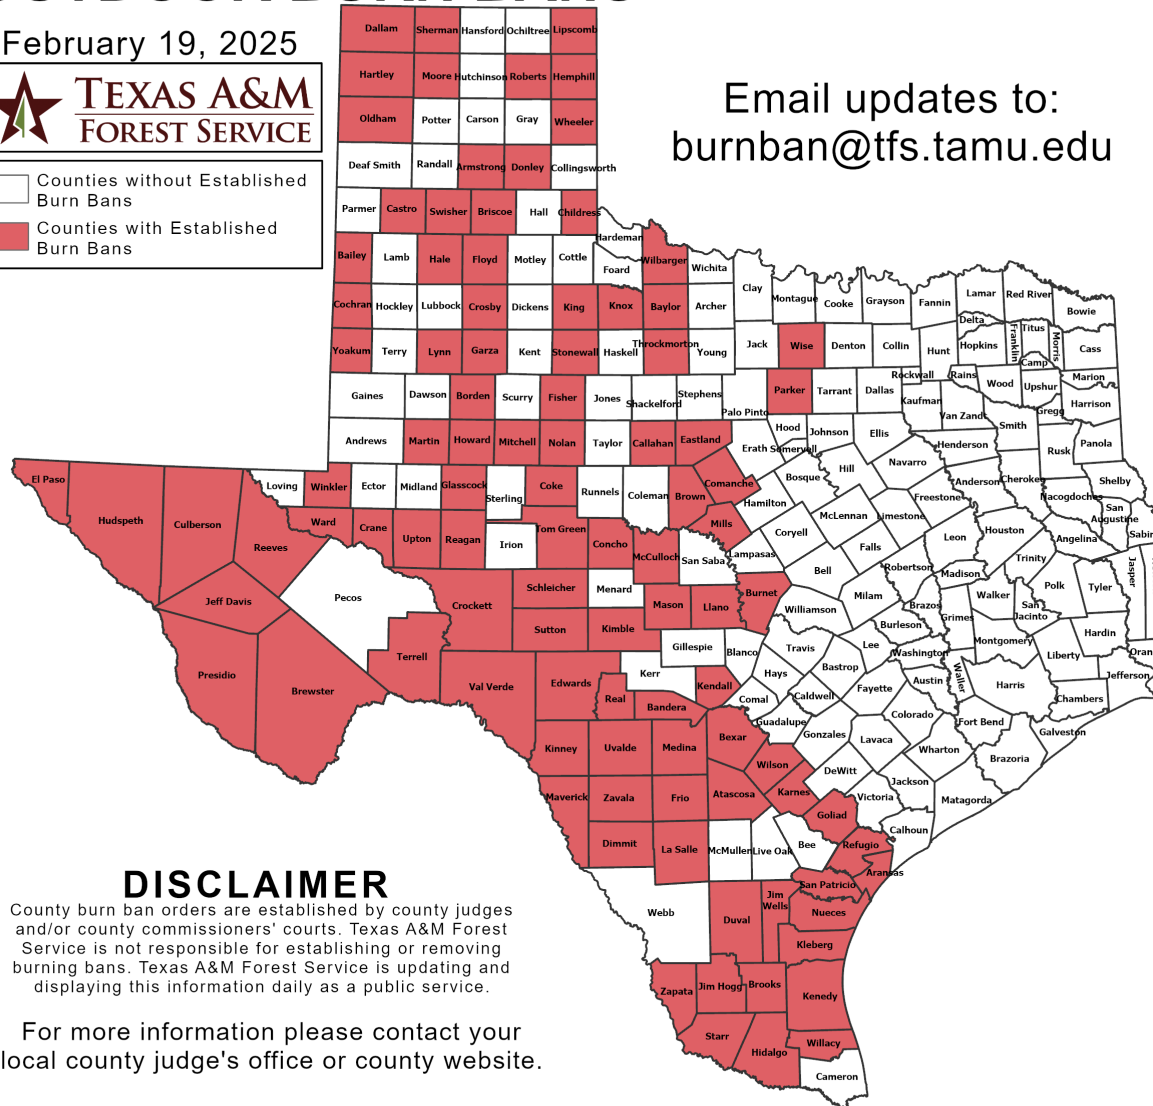 February 19, 2025
TEXAS A&M
FOREST SERVICE
Counties without Established
Burn Bans
Counties with Established
Burn Bans
Email updates to:
burnban@tfs.tamu.edu
Dallam Sherman Hansford Ochiltree Lipscomb
Hartley Moore Hutchinson Roberts Hemphill
Oldham Potter Carson Gray Wheeler
Deaf Smith Randall Armstrong Donley Collingsworth
Parmer Castro Swisher Briscoe Hall Childress
Hardeman
Bailey Lamb Hale Floyd Motley Cottle Foard Wilbarger Wichita
Clay Montague Cooke Grayson Fannin Lamar Red River Bowie
Cochran Hockley Lubbock Crosby Dickens King Knox Baylor Archer
Delta Titus Franklin Morris
Yoakum Terry Lynn Garza Kent Stonewall Haskell Throckmorton Young Jack Wise Denton Collin Hunt Hopkins Camp Cass
Rockwall Rains Wood Upshur Marion
Gaines Dawson Borden Scurry Fisher Jones Shackelford Stephens Palo Pinto Parker Tarrant Dallas Kaufman Van Zandt Gregg Harrison
Andrews Martin Howard Mitchell Nolan Taylor Callahan Eastland Erath Hood Somervell Johnson Ellis Henderson Smith Rusk Panola
El Paso Loving Winkler Ector Midland Glasscock Sterling Coke Runnels Coleman Brown Comanche Hamilton Bosque Hill Navarro Anderson Cherokee Nacogdoches Shelby
Hudspeth Culberson Reeves Ward Crane Upton Reagan Irion Tom Green Concho McCulloch San Saba Mills Lampasas Coryell McLennan Limestone Freestone Leon Houston Angelina San
Augustine
Falls Bell Robertson Madison Trinity Polk Tyler Jasper
Jeff Davis Pecos Crockett Schleicher Menard Mason Llano Burnet Williamson Milam Brazos Grimes Walker San
Jacinto
Sutton Kimble Burleson Montgomery Hardin
Presidio Brewster Terrell Val Verde Edwards Real Kerr Gillespie Blanco Travis Lee Washington Liberty
Bandera Kendall Hays Bastrop Austin Waller Harris Jefferson
Comal Caldwell Fayette Chambers
Kinney Uvalde Medina Bexar Guadalupe Gonzales Lavaca Colorado Fort Bend Galveston
Wilson Wharton Brazoria
Maverick Zavala Frio Atascosa Karnes DeWitt Jackson Matagorda
Victoria Goliad
Dimmit La Salle McMullen Live Oak Bee Refugio Calhoun
Aransas
San Patricio
Webb Duval Jim
Wells Nueces
Kleberg
Zapata Jim Hogg Brooks Kenedy
Starr Hidalgo Willacy
Cameron
DISCLAIMER
County burn ban orders are established by county judges
and/or county commissioners' courts. Texas A&M Forest
Service is not responsible for establishing or removing
burning bans. Texas A&M Forest Service is updating and
displaying this information daily as a public service.
For more information please contact your
local county judge's office or county website.